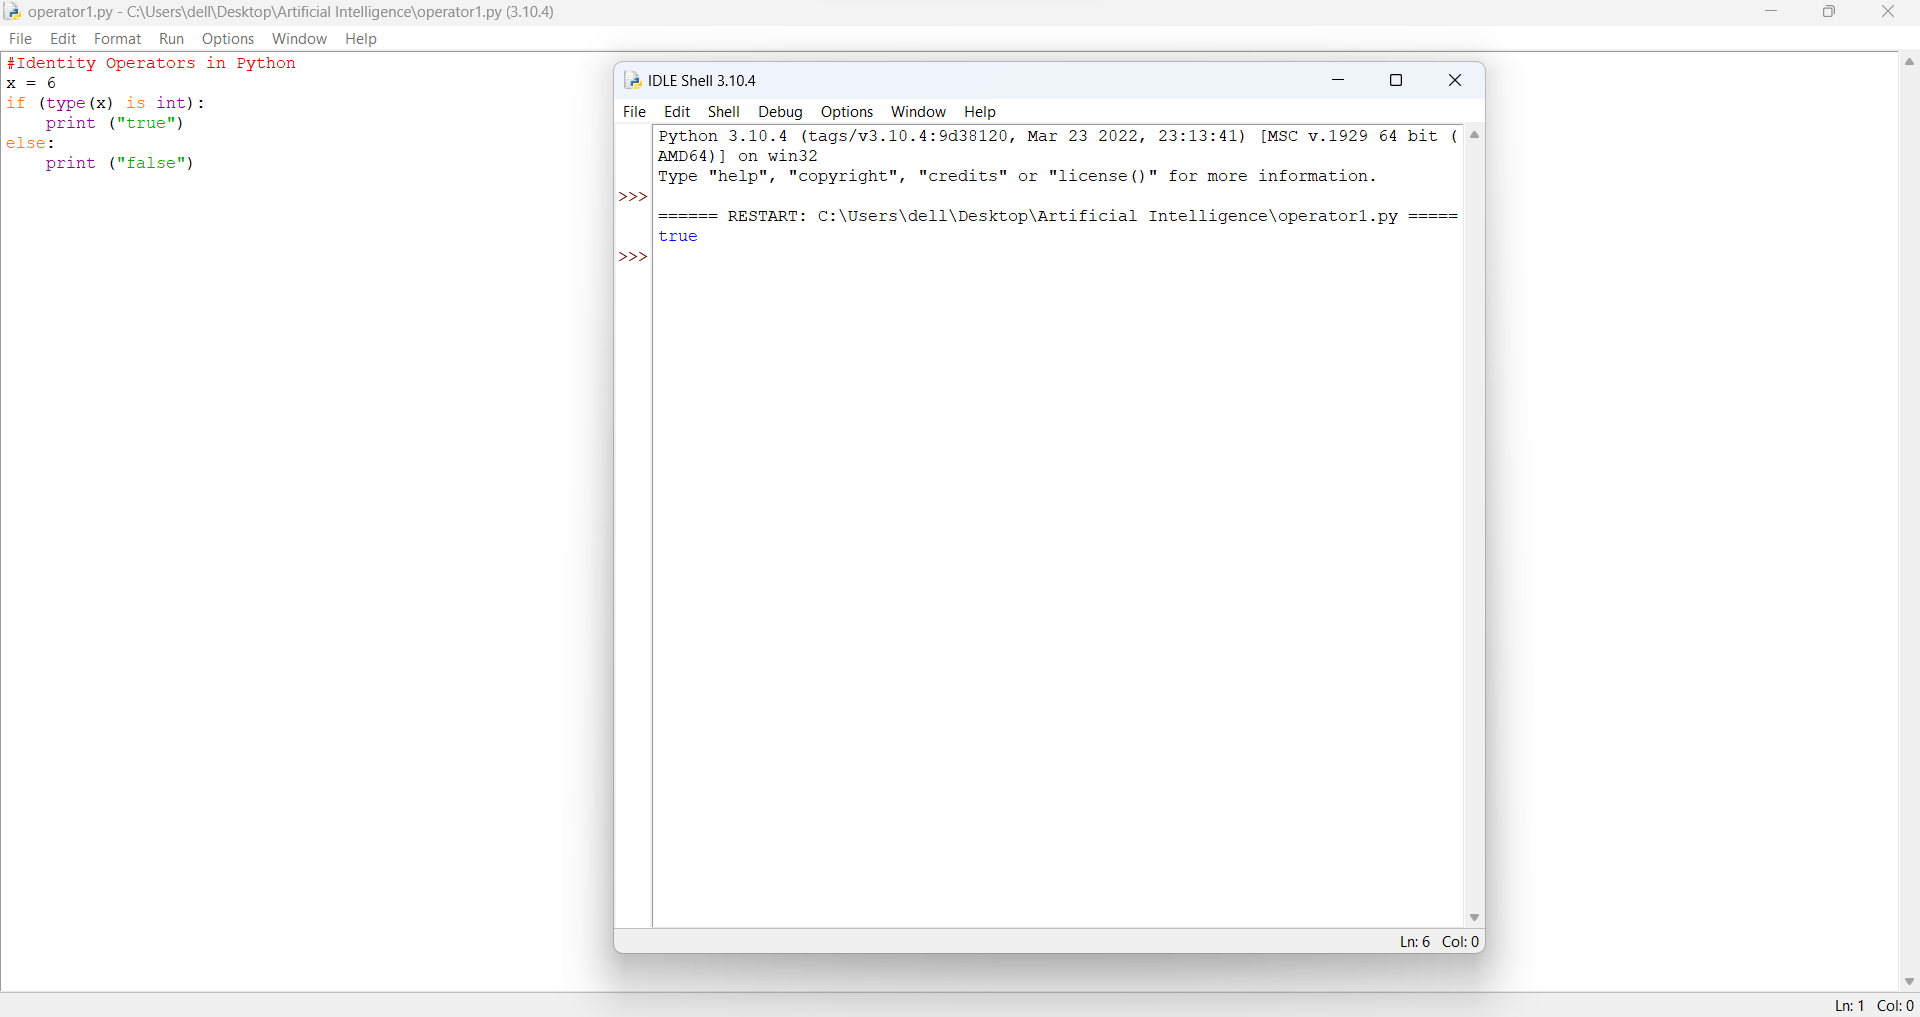 operator1.py - C:\Users\dell\Desktop\Artificial Intelligence\operator1.py (3.10.4)
File Edit Format Run Options Window Help
#Identity Operators in Python
x = 6
if (type(x) is int):
    print ("true")
else:
    print ("false")
IDLE Shell 3.10.4
File Edit Shell Debug Options Window Help
Python 3.10.4 (tags/v3.10.4:9d38120, Mar 23 2022, 23:13:41) [MSC v.1929 64 bit (
AMD64)] on win32
Type "help", "copyright", "credits" or "license()" for more information.
>>>
====== RESTART: C:\Users\dell\Desktop\Artificial Intelligence\operator1.py =====
true
>>>
Ln: 6 Col: 0
Ln: 1 Col: 0